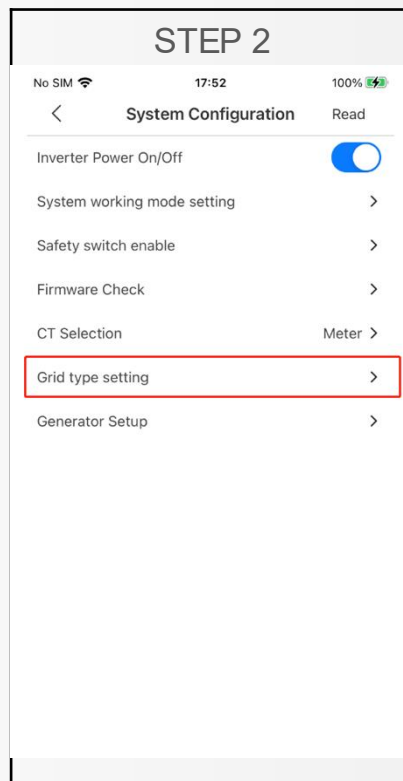 STEP 2
No SIM 17:52 100%
System Configuration Read
Inverter Power On/Off
System working mode setting
Safety switch enable
Firmware Check
CT Selection Meter
Grid type setting
Generator Setup